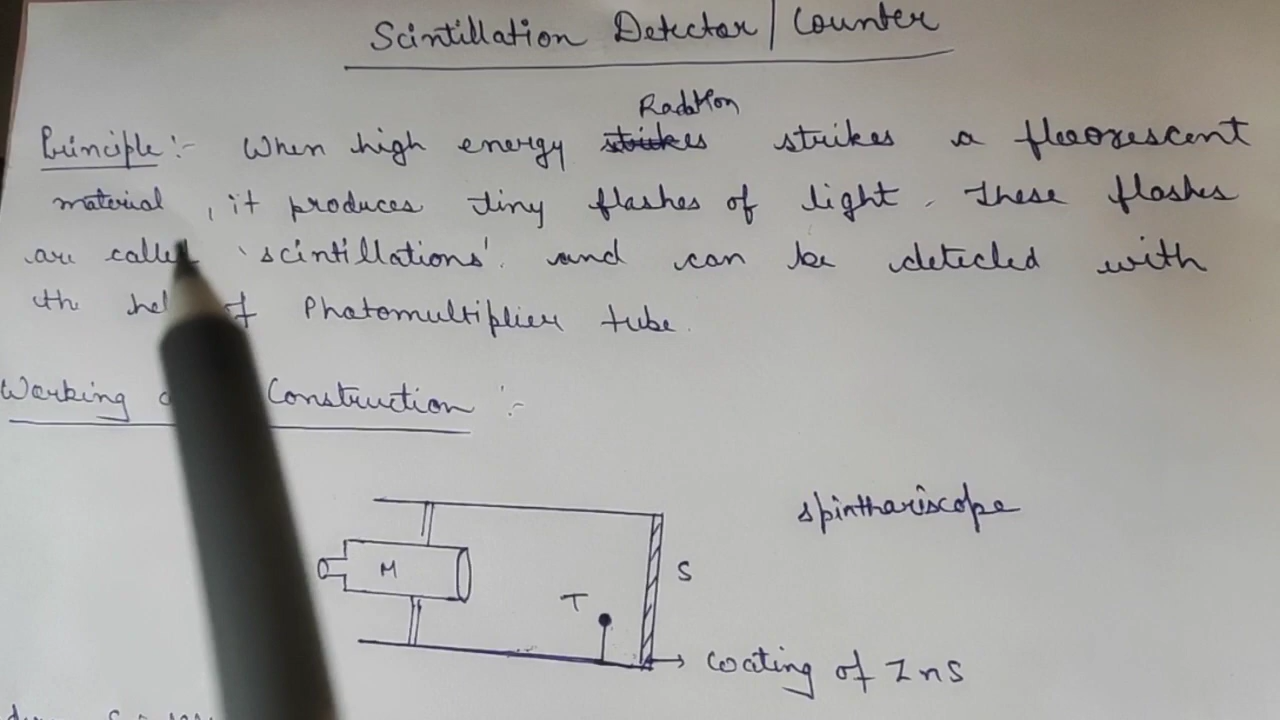 Scintillation Detector / Counter
Radation
Principle :- When high energy strikes strikes a fluorescent
material , it produces tiny flashes of light . These flashes
are called 'scintillations' . and can be detected with
the of Photomultiplier tube .
Working Construction :-
spinthariscope
M
S
T
coating of ZnS